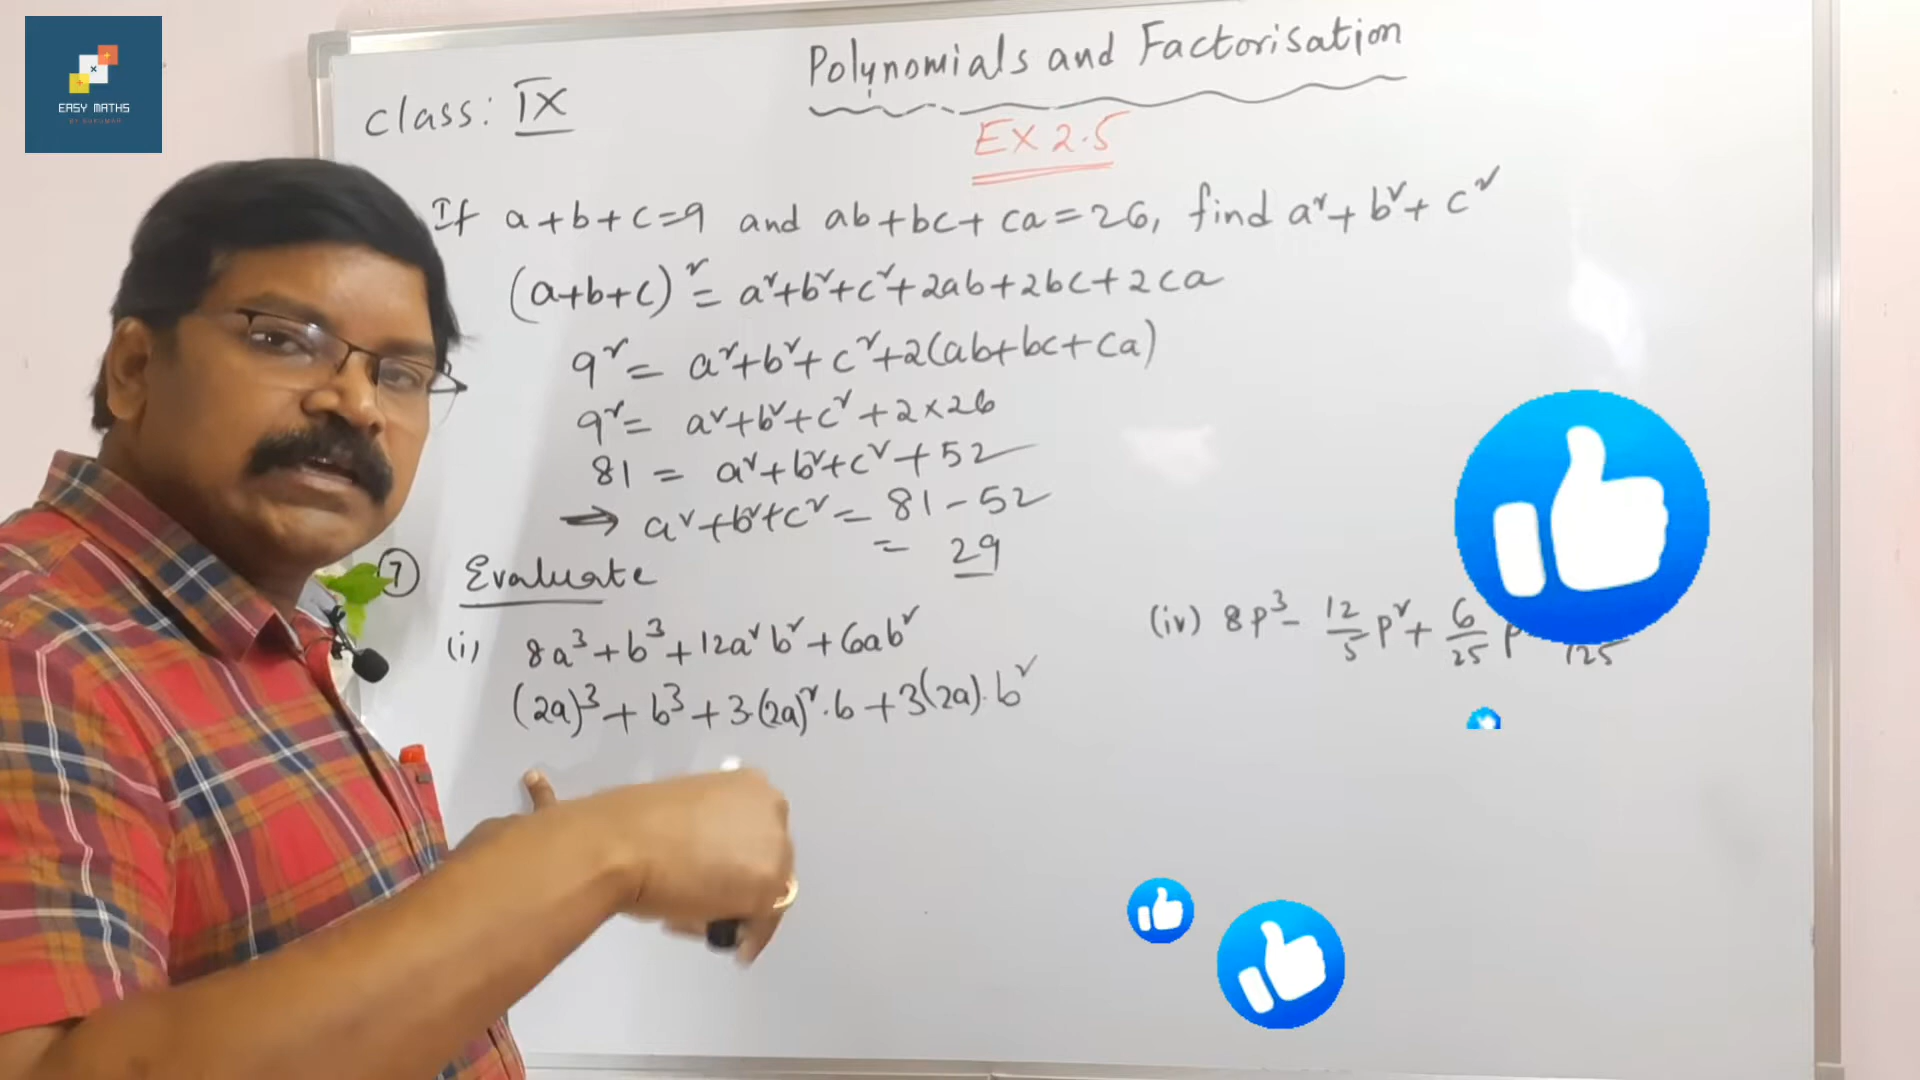 EASY MATHS
BY SUKUMAR
Polynomials and Factorisation
class: IX
EX 2.5
If a+b+c=9 and ab+bc+ca=26, find a²+b²+c²
(a+b+c)² = a²+b²+c²+2ab+2bc+2ca
9² = a²+b²+c²+2(ab+bc+ca)
9² = a²+b²+c²+2×26
81 = a²+b²+c²+52
⇒ a²+b²+c² = 81-52
= 29
⑦ Evaluate
(i) 8a³+b³+12a²b²+6ab²
(2a)³+b³+3.(2a)².b+3(2a).b²
(iv) 8p³- 12/5 p²+ 6/25 p 125